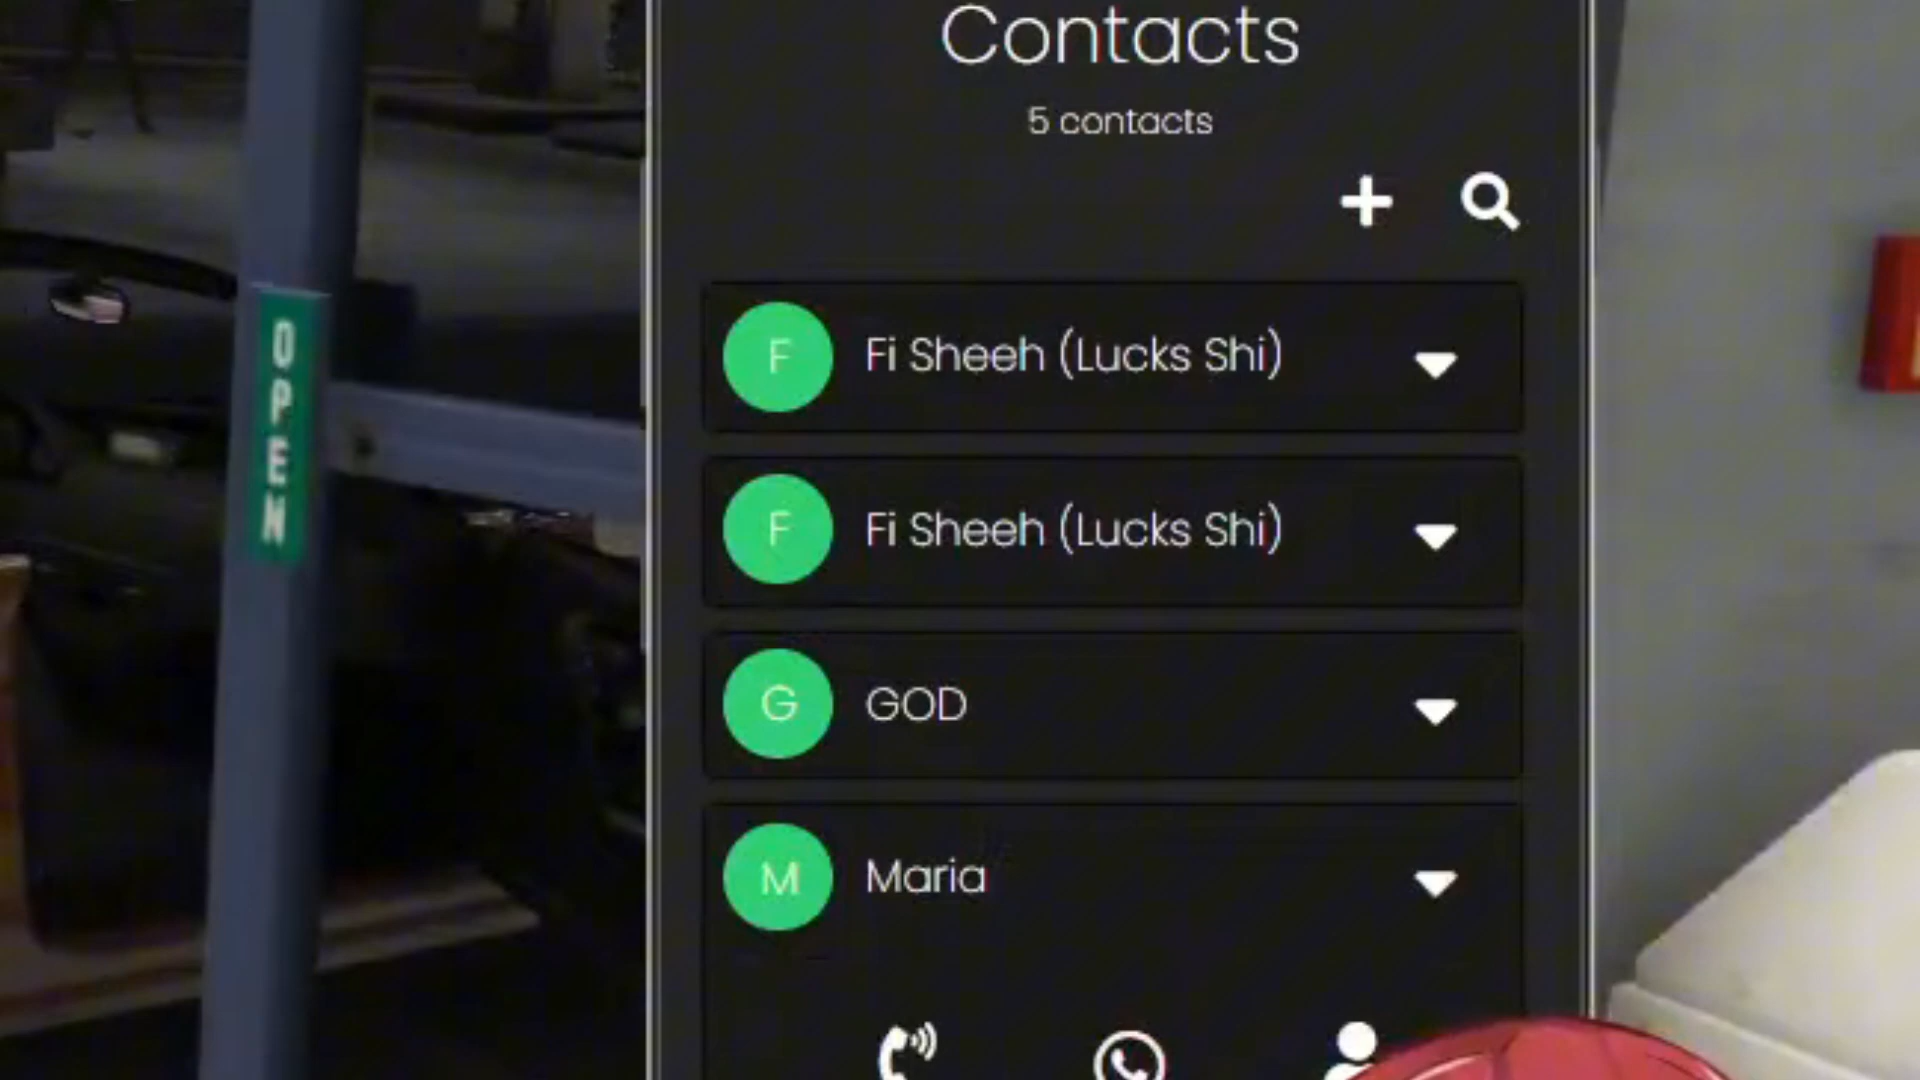 Contacts
5 contacts
OPEN
F Fi Sheeh (Lucks Shi)
F Fi Sheeh (Lucks Shi)
G GOD
M Maria